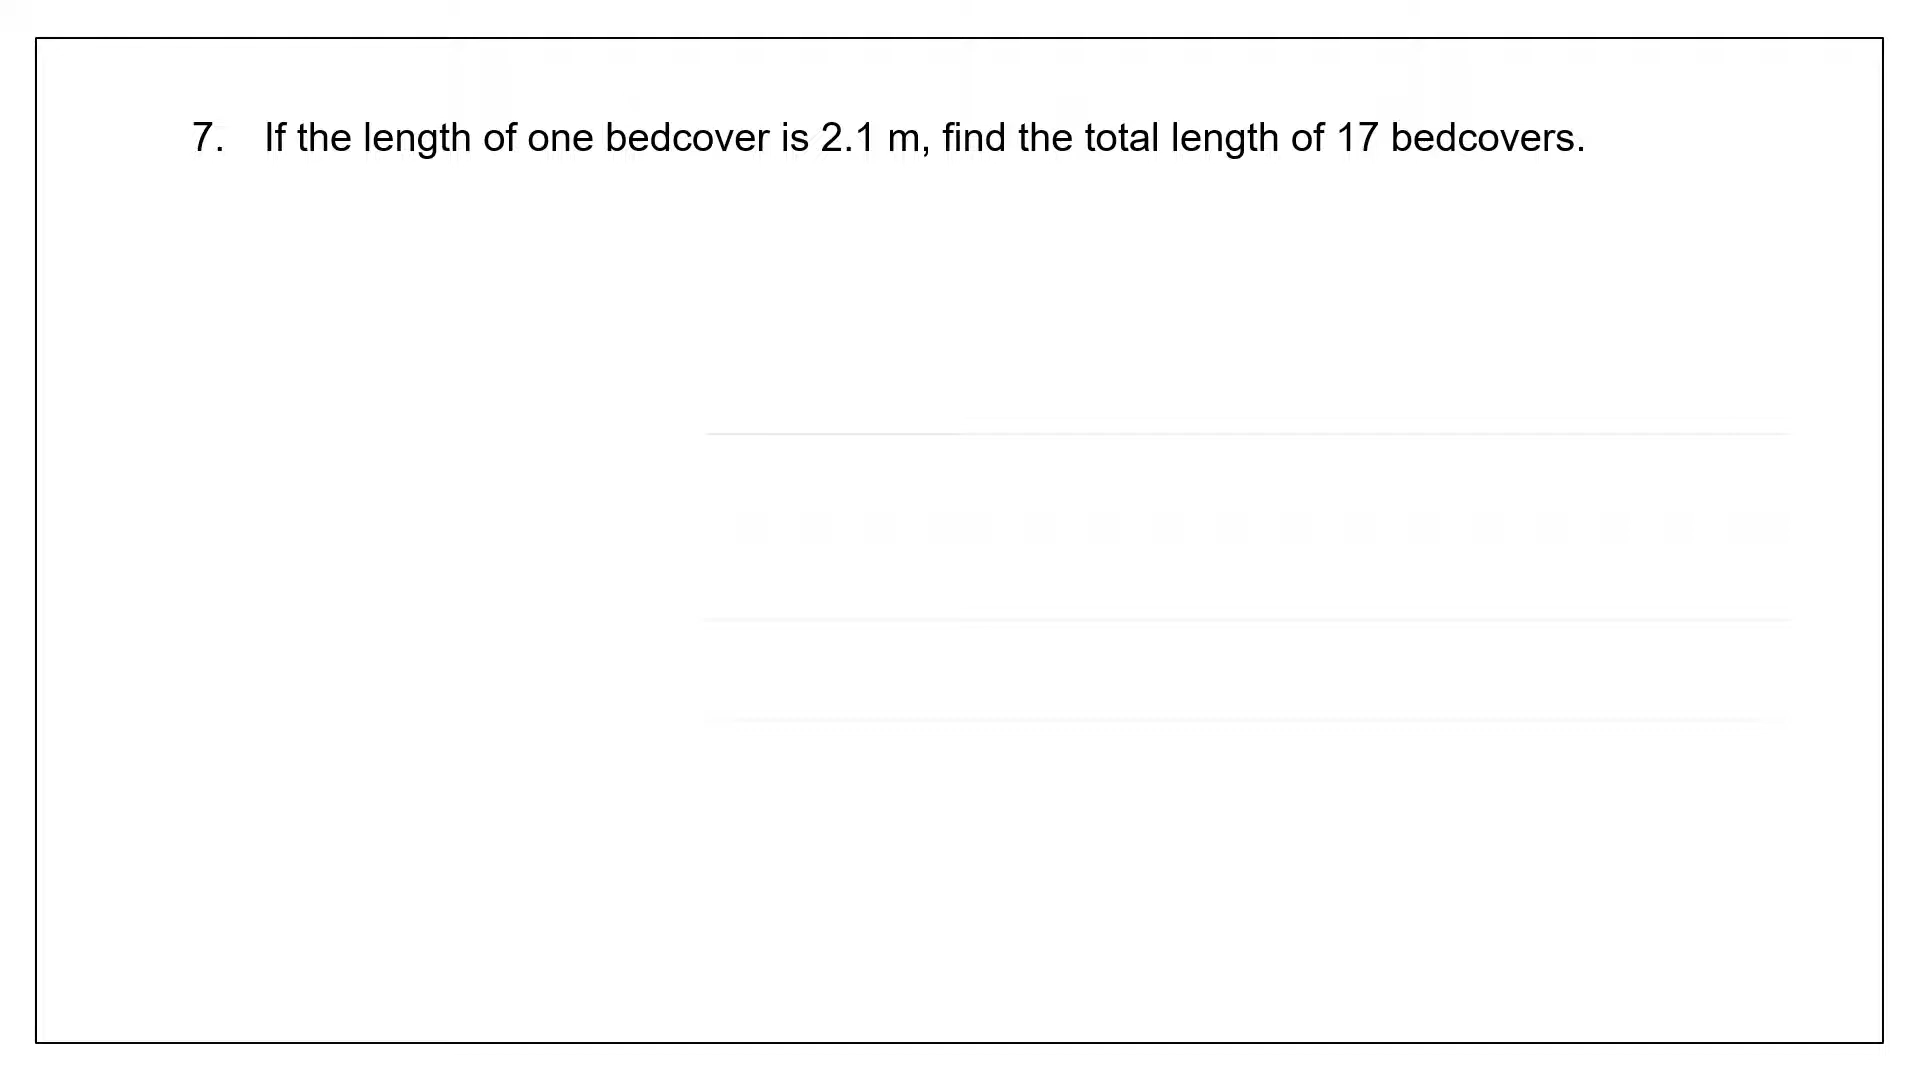 7. If the length of one bedcover is 2.1 m, find the total length of 17 bedcovers.